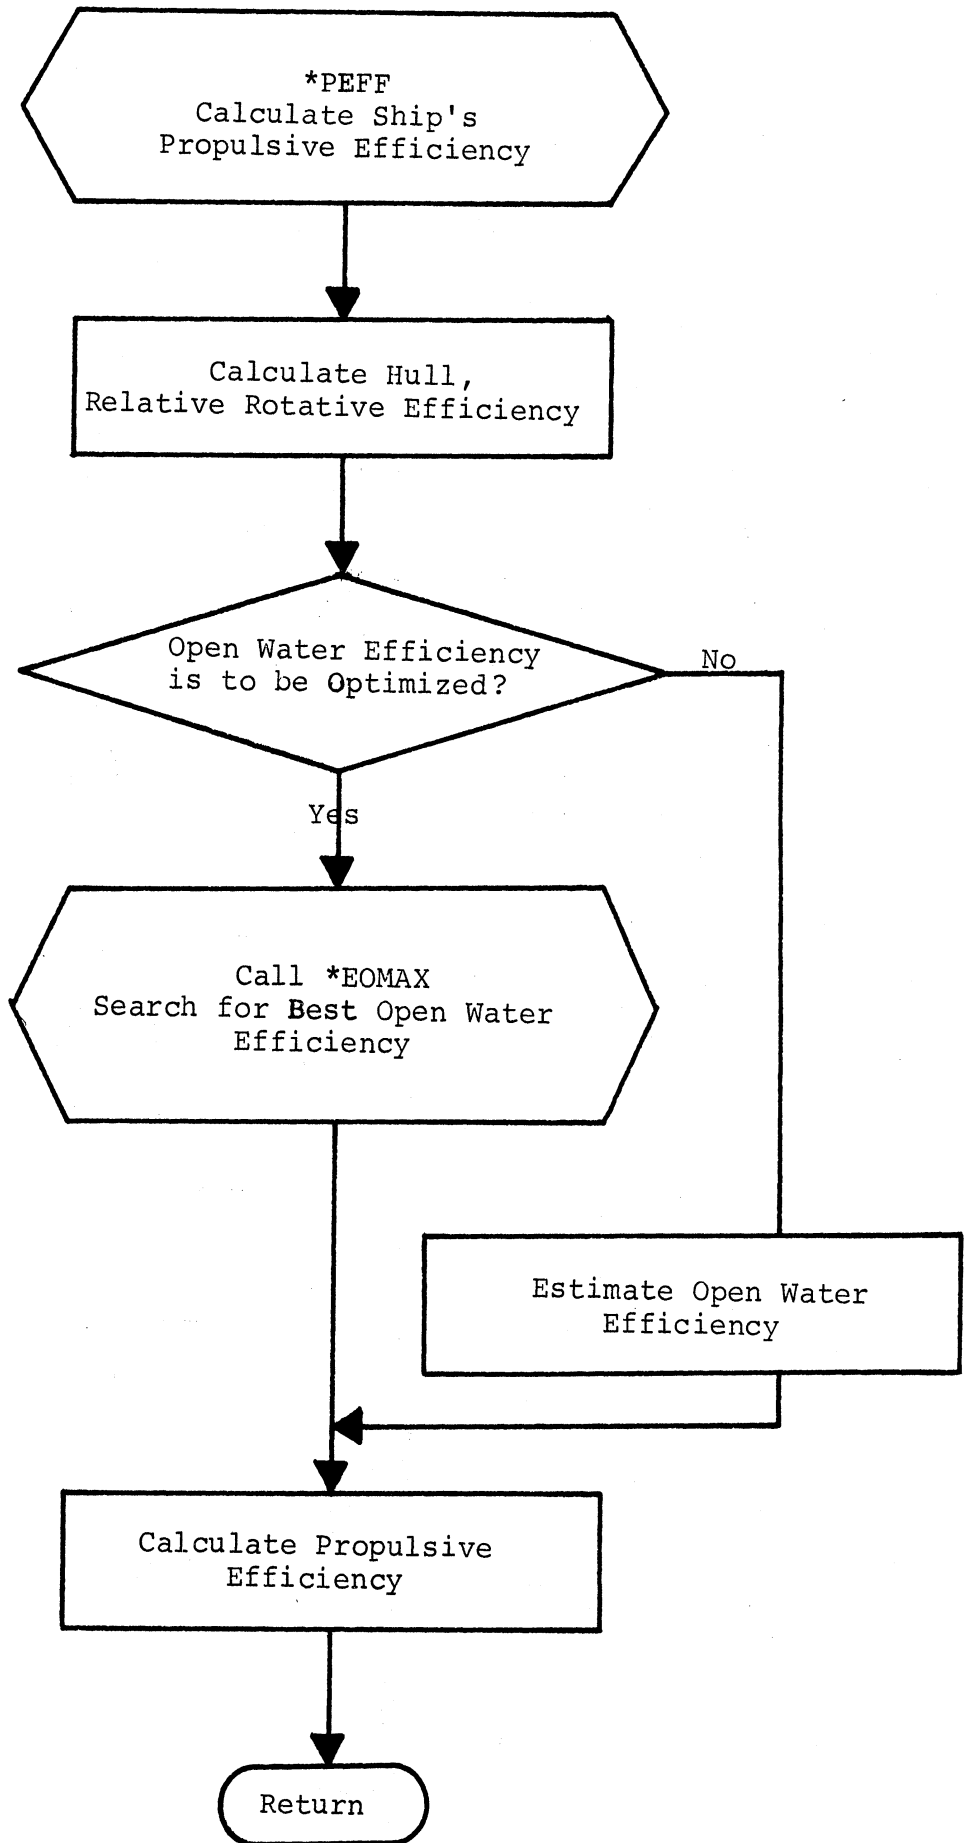 *PEFF
Calculate Ship's
Propulsive Efficiency
Calculate Hull,
Relative Rotative Efficiency
Open Water Efficiency
is to be Optimized?
No
Yes
Call *EOMAX
Search for Best Open Water
Efficiency
Estimate Open Water
Efficiency
Calculate Propulsive
Efficiency
Return